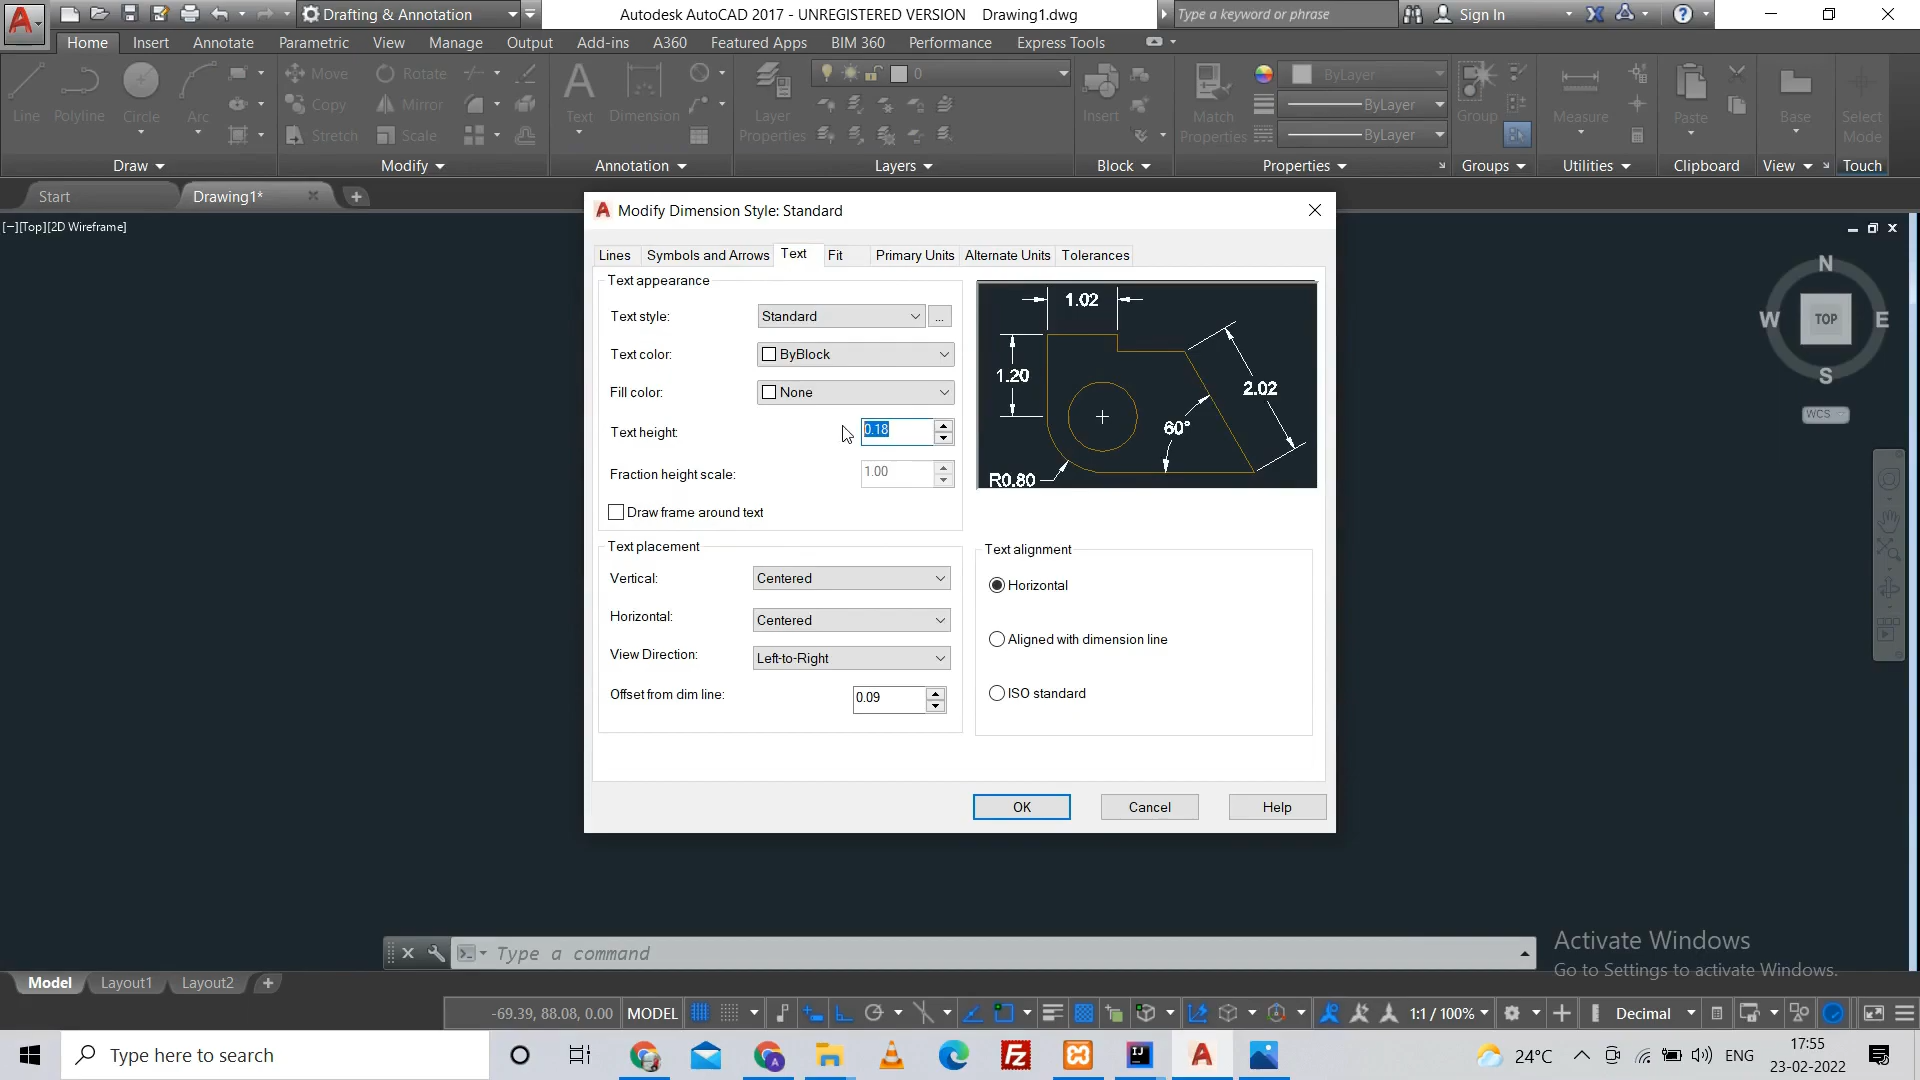 Drafting & Annotation
Autodesk AutoCAD 2017 - UNREGISTERED VERSION Drawing1.dwg
Type a keyword or phrase
Sign In
Home Insert Annotate Parametric View Manage Output Add-ins A360 Featured Apps BIM 360 Performance Express Tools
Move Rotate
Copy Mirror
Stretch Scale
Line Polyline Circle Arc
Text Dimension
Layer
Properties
0
Insert
Match
Properties
ByLayer
ByLayer
ByLayer
Group
Measure
Paste
Base
Select
Mode
Draw Modify Annotation Layers Block Properties Groups Utilities Clipboard View Touch
Start Drawing1*
[−][Top][2D Wireframe]
Modify Dimension Style: Standard
Lines Symbols and Arrows Text Fit Primary Units Alternate Units Tolerances
Text appearance
Text style: Standard ...
Text color: ByBlock
Fill color: None
Text height: 0.18
Fraction height scale: 1.00
Draw frame around text
1.02
1.20
2.02
60°
R0.80
Text placement
Vertical: Centered
Horizontal: Centered
View Direction: Left-to-Right
Offset from dim line: 0.09
Text alignment
Horizontal
Aligned with dimension line
ISO standard
OK Cancel Help
N
W TOP E
S
WCS
Type a command
Activate Windows
Go to Settings to activate Windows.
Model Layout1 Layout2
-69.39, 88.08, 0.00 MODEL 1:1 / 100% Decimal
Type here to search
24°C ENG
17:55
23-02-2022